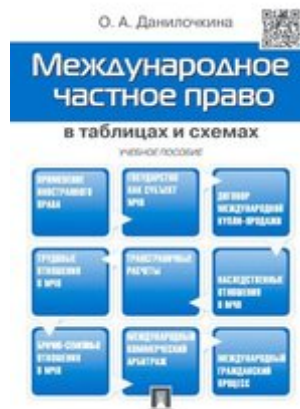 О. А. Данилочкина
Международное
частное право
в таблицах и схемах
УЧЕБНОЕ ПОСОБИЕ
ПРИМЕНЕНИЕ
ИНОСТРАННОГО
ПРАВА
ГОСУДАРСТВО
КАК СУБЪЕКТ
МЧП
ДОГОВОР
МЕЖДУНАРОДНОЙ
КУПЛИ-ПРОДАЖИ
ТРУДОВЫЕ
ОТНОШЕНИЯ
В МЧП
ТРАНСГРАНИЧНЫЕ
РАСЧЕТЫ
НАСЛЕДСТВЕННЫЕ
ОТНОШЕНИЯ
В МЧП
БРАЧНО-СЕМЕЙНЫЕ
ОТНОШЕНИЯ
В МЧП
МЕЖДУНАРОДНЫЙ
КОММЕРЧЕСКИЙ
АРБИТРАЖ
МЕЖДУНАРОДНЫЙ
ГРАЖДАНСКИЙ
ПРОЦЕСС